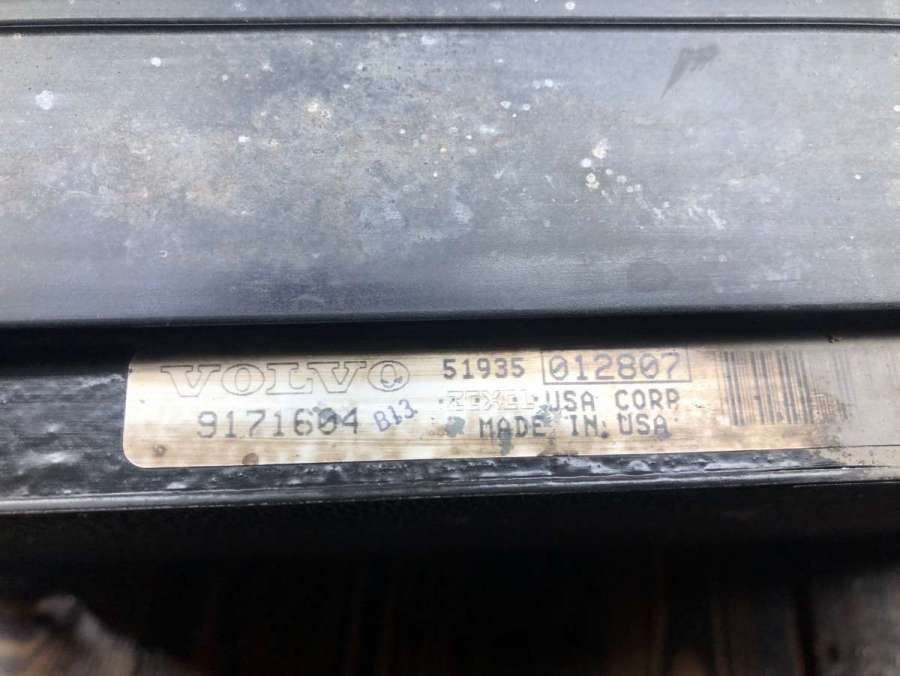 VOLVO 51935 012807
9171604 B13 ZEXEL USA CORP
MADE IN USA